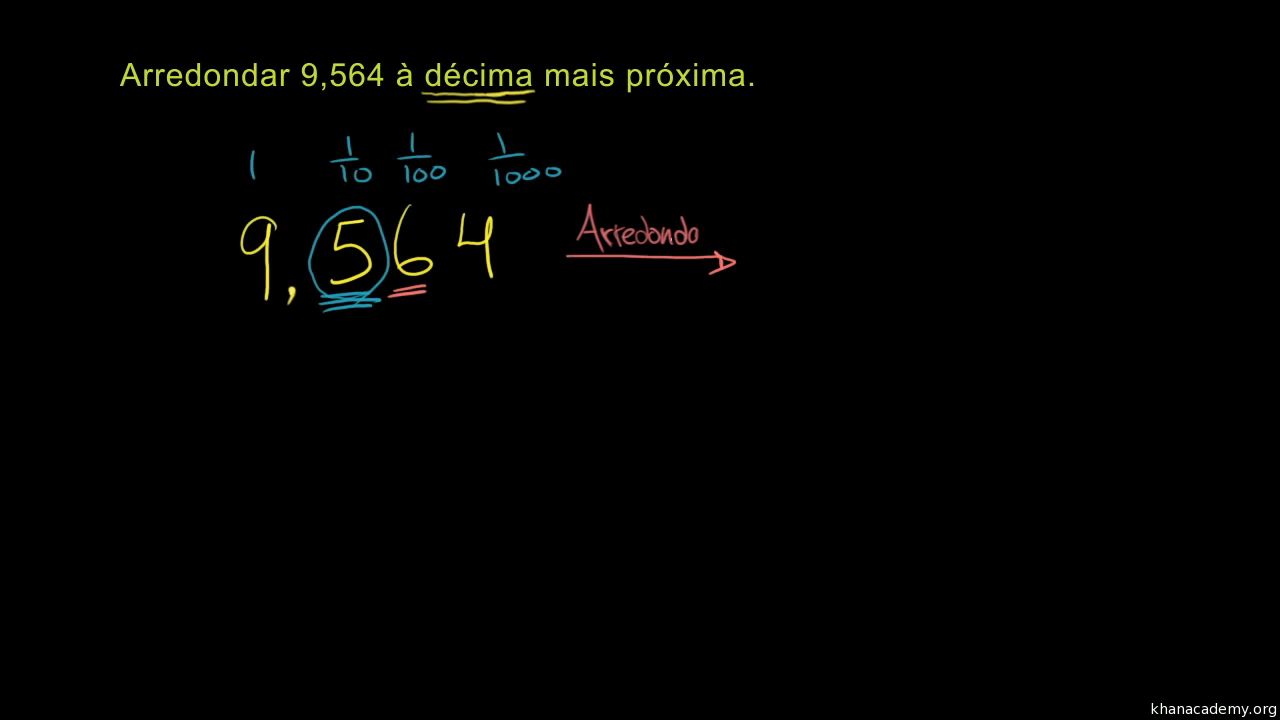 Arredondar 9,564 à décima mais próxima.
1 1/10 1/100 1/1000
9,564 Arredondo
khanacademy.org